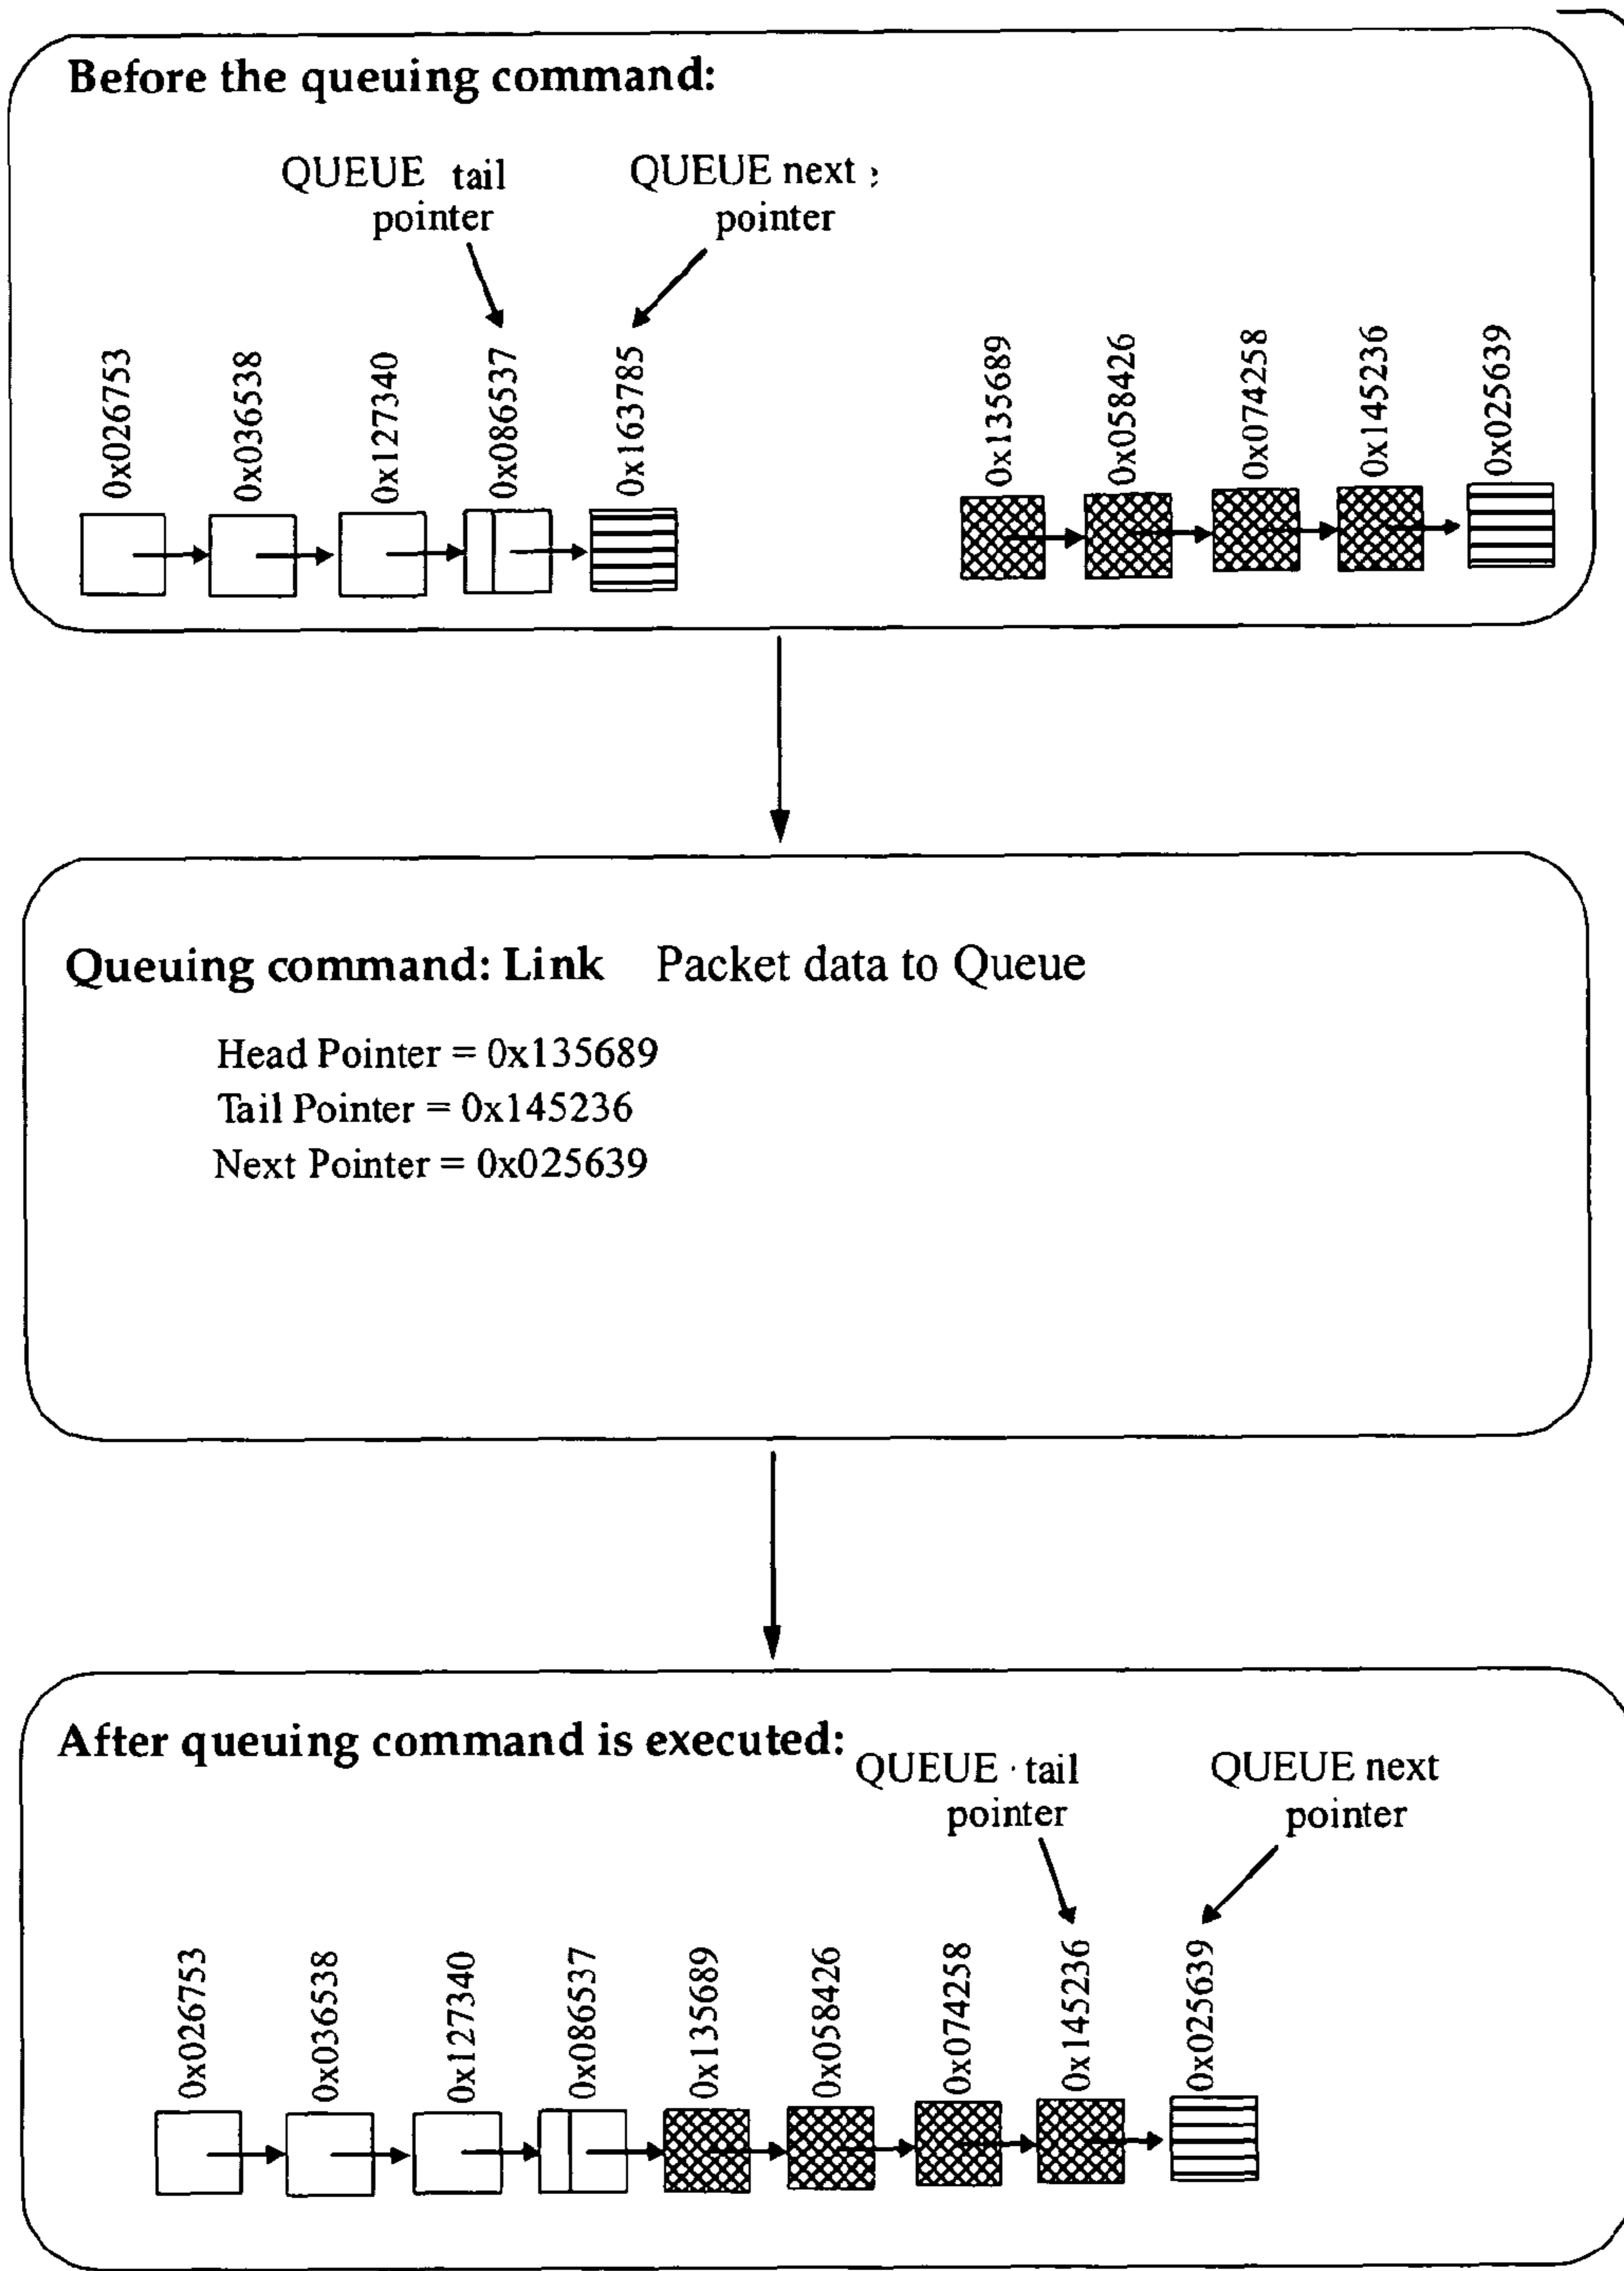 Before the queuing command:
QUEUE tail
pointer
QUEUE next
pointer
0x026753
0x036538
0x127340
0x086537
0x163785
0x135689
0x058426
0x074258
0x145236
0x025639
Queuing command: Link Packet data to Queue
Head Pointer = 0x135689
Tail Pointer = 0x145236
Next Pointer = 0x025639
After queuing command is executed:
QUEUE tail
pointer
QUEUE next
pointer
0x026753
0x036538
0x127340
0x086537
0x135689
0x058426
0x074258
0x145236
0x025639